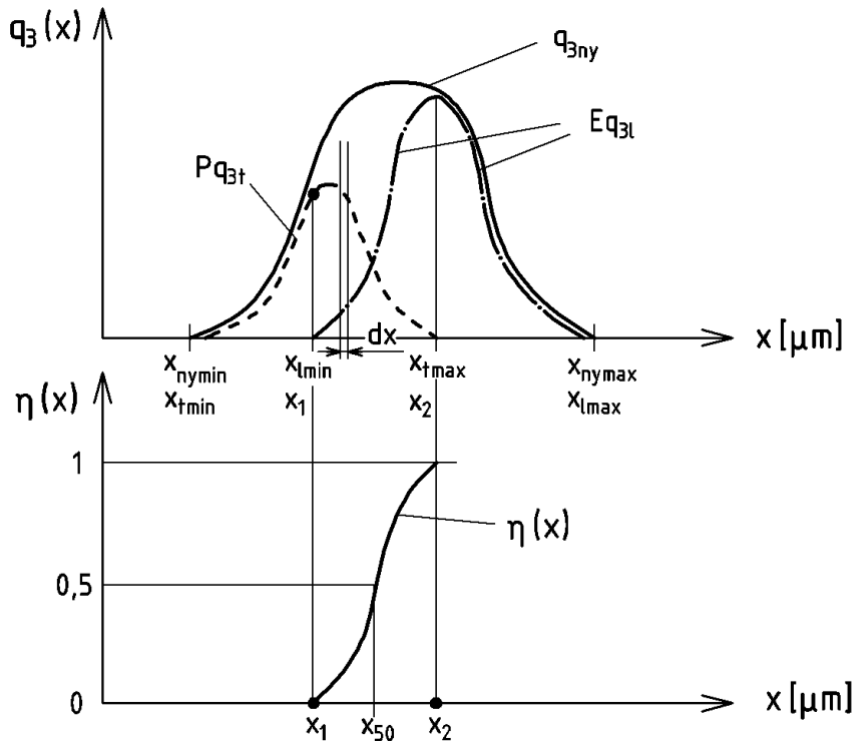 q3(x)
q3ny
Eq3l
Pq3t
dx
x [μm]
xnymin xlmin xtmax xnymax
xtmin x1 x2 xlmax
η(x)
1
η(x)
0,5
0
x1 x50 x2
x [μm]